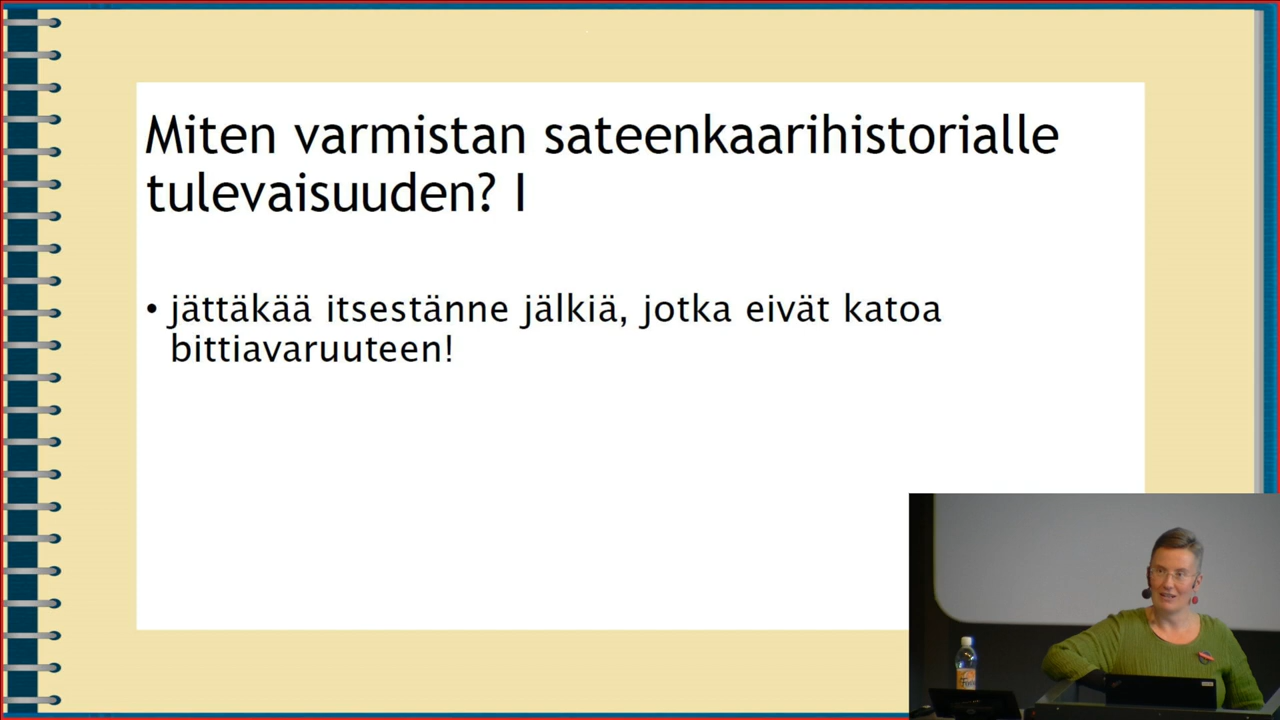 Miten varmistan sateenkaarihistorialle
tulevaisuuden? I
• jättäkää itsestänne jälkiä, jotka eivät katoa
bittiavaruuteen!